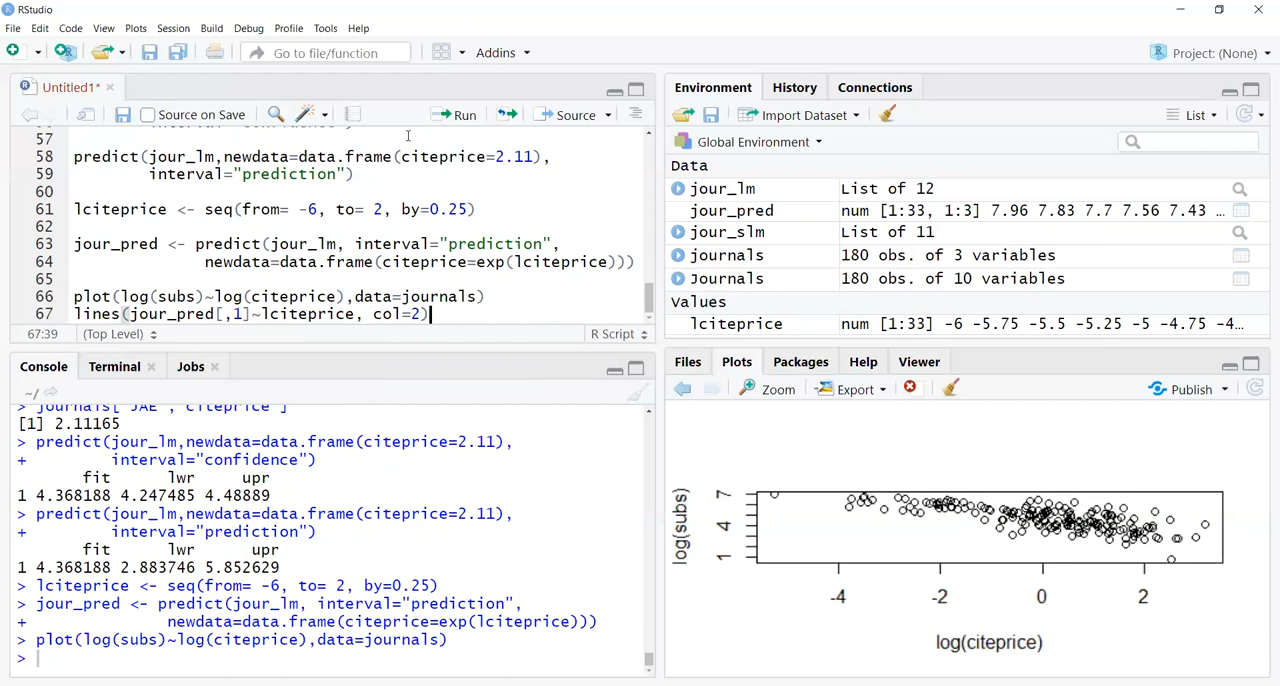 RStudio
File Edit Code View Plots Session Build Debug Profile Tools Help
Go to file/function Addins Project: (None)
Untitled1*
Source on Save Run Source
57
58 predict(jour_lm,newdata=data.frame(citeprice=2.11),
59 interval="prediction")
60
61 lciteprice <- seq(from= -6, to= 2, by=0.25)
62
63 jour_pred <- predict(jour_lm, interval="prediction",
64 newdata=data.frame(citeprice=exp(lciteprice)))
65
66 plot(log(subs)~log(citeprice),data=journals)
67 lines(jour_pred[,1]~lciteprice, col=2)
67:39 (Top Level) R Script
Console Terminal Jobs
~/
> journals["JAE", "citeprice"]
[1] 2.11165
> predict(jour_lm,newdata=data.frame(citeprice=2.11),
+ interval="confidence")
fit lwr upr
1 4.368188 4.247485 4.48889
> predict(jour_lm,newdata=data.frame(citeprice=2.11),
+ interval="prediction")
fit lwr upr
1 4.368188 2.883746 5.852629
> lciteprice <- seq(from= -6, to= 2, by=0.25)
> jour_pred <- predict(jour_lm, interval="prediction",
+ newdata=data.frame(citeprice=exp(lciteprice)))
> plot(log(subs)~log(citeprice),data=journals)
>
Environment History Connections
Import Dataset List
Global Environment
Data
jour_lm List of 12
jour_pred num [1:33, 1:3] 7.96 7.83 7.7 7.56 7.43 ...
jour_slm List of 11
journals 180 obs. of 3 variables
Journals 180 obs. of 10 variables
Values
lciteprice num [1:33] -6 -5.75 -5.5 -5.25 -5 -4.75 -4...
Files Plots Packages Help Viewer
Zoom Export Publish
log(subs)
7
4
1
-4 -2 0 2
log(citeprice)